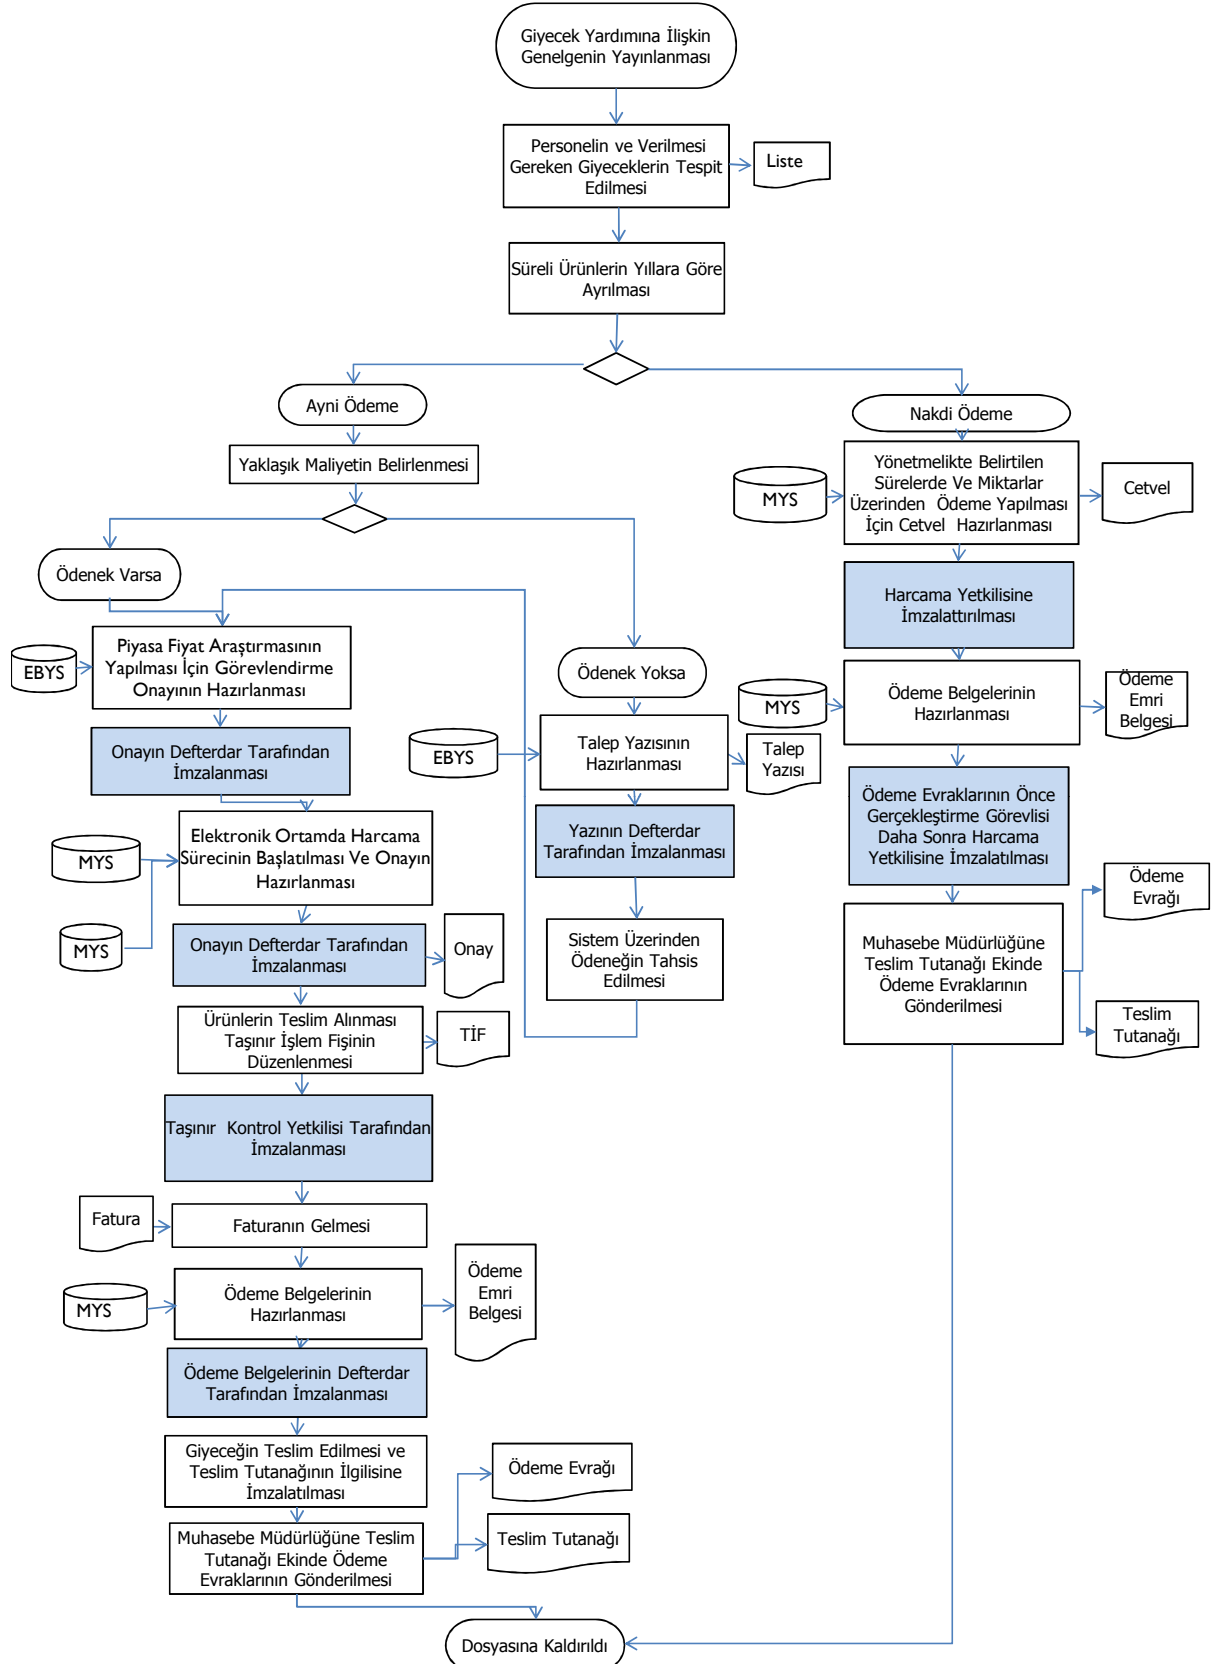 Giyecek Yardımına İlişkin
Genelgenin Yayınlanması
Personelin ve Verilmesi
Gereken Giyeceklerin Tespit
Edilmesi
Liste
Süreli Ürünlerin Yıllara Göre
Ayrılması
Ayni Ödeme
Nakdi Ödeme
Yaklaşık Maliyetin Belirlenmesi
MYS
Yönetmelikte Belirtilen
Sürelerde Ve Miktarlar
Üzerinden Ödeme Yapılması
İçin Cetvel Hazırlanması
Cetvel
Ödenek Varsa
Harcama Yetkilisine
İmzalattırılması
EBYS
Piyasa Fiyat Araştırmasının
Yapılması İçin Görevlendirme
Onayının Hazırlanması
Ödenek Yoksa
MYS
Ödeme Belgelerinin
Hazırlanması
Ödeme
Emri
Belgesi
Onayın Defterdar Tarafından
İmzalanması
EBYS
Talep Yazısının
Hazırlanması
Talep
Yazısı
Ödeme Evraklarının Önce
Gerçekleştirme Görevlisi
Daha Sonra Harcama
Yetkilisine İmzalatılması
MYS
Elektronik Ortamda Harcama
Sürecinin Başlatılması Ve Onayın
Hazırlanması
Yazının Defterdar
Tarafından İmzalanması
Ödeme
Evrağı
MYS
Onayın Defterdar Tarafından
İmzalanması
Onay
Sistem Üzerinden
Ödeneğin Tahsis
Edilmesi
Muhasebe Müdürlüğüne
Teslim Tutanağı Ekinde
Ödeme Evraklarının
Gönderilmesi
Teslim
Tutanağı
Ürünlerin Teslim Alınması
Taşınır İşlem Fişinin
Düzenlenmesi
TİF
Taşınır Kontrol Yetkilisi Tarafından
İmzalanması
Fatura
Faturanın Gelmesi
MYS
Ödeme Belgelerinin
Hazırlanması
Ödeme
Emri
Belgesi
Ödeme Belgelerinin Defterdar
Tarafından İmzalanması
Giyeceğin Teslim Edilmesi ve
Teslim Tutanağının İlgilisine
İmzalatılması
Ödeme Evrağı
Muhasebe Müdürlüğüne Teslim
Tutanağı Ekinde Ödeme
Evraklarının Gönderilmesi
Teslim Tutanağı
Dosyasına Kaldırıldı